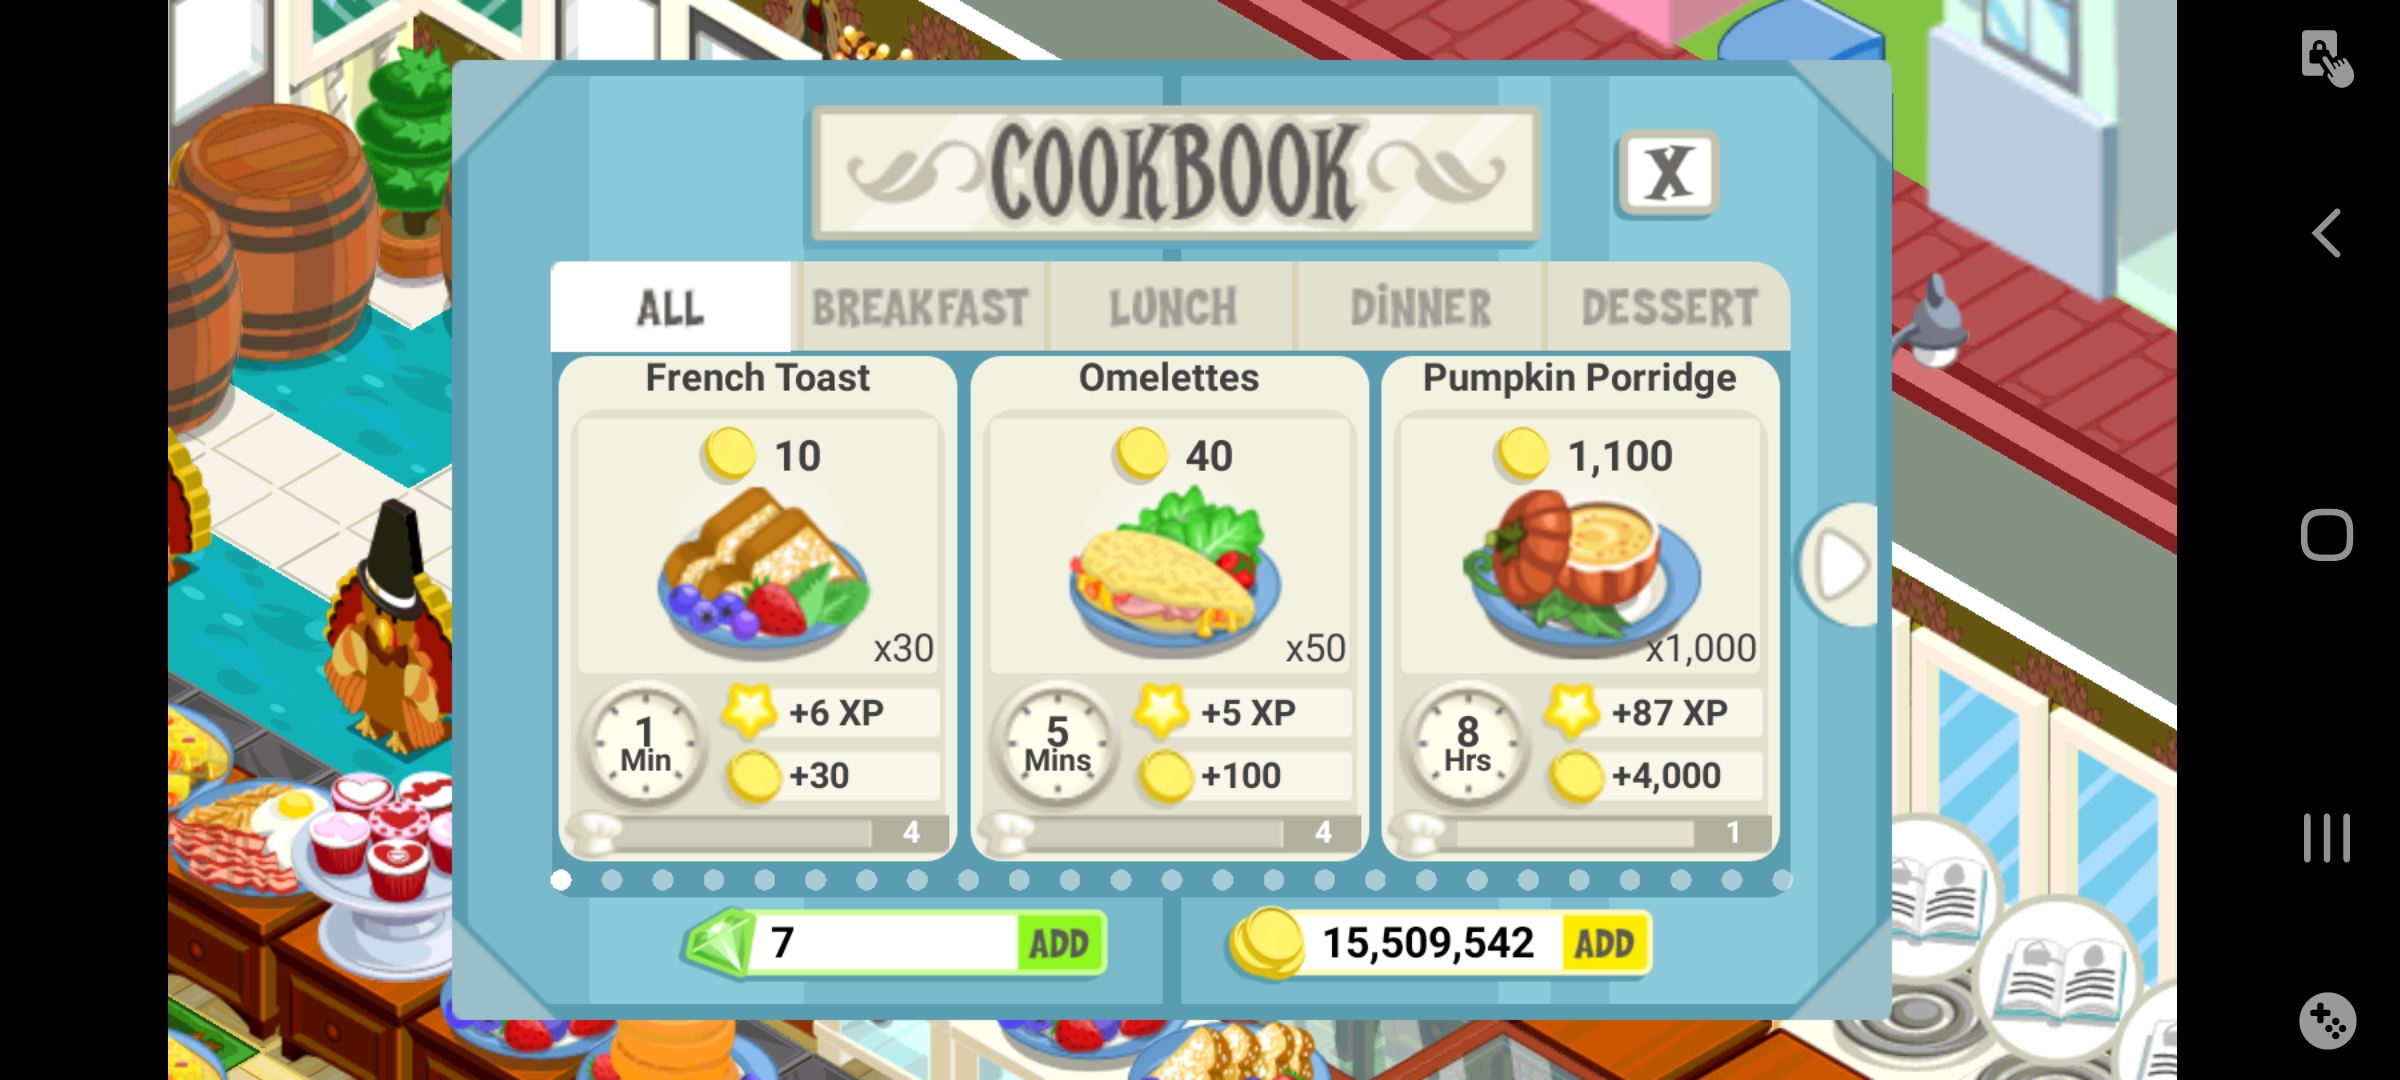 COOKBOOK
X
ALL BREAKFAST LUNCH DINNER DESSERT
French Toast
10
x30
1 Min
+6 XP
+30
4
Omelettes
40
x50
5 Mins
+5 XP
+100
4
Pumpkin Porridge
1,100
x1,000
8 Hrs
+87 XP
+4,000
1
7 ADD
15,509,542 ADD